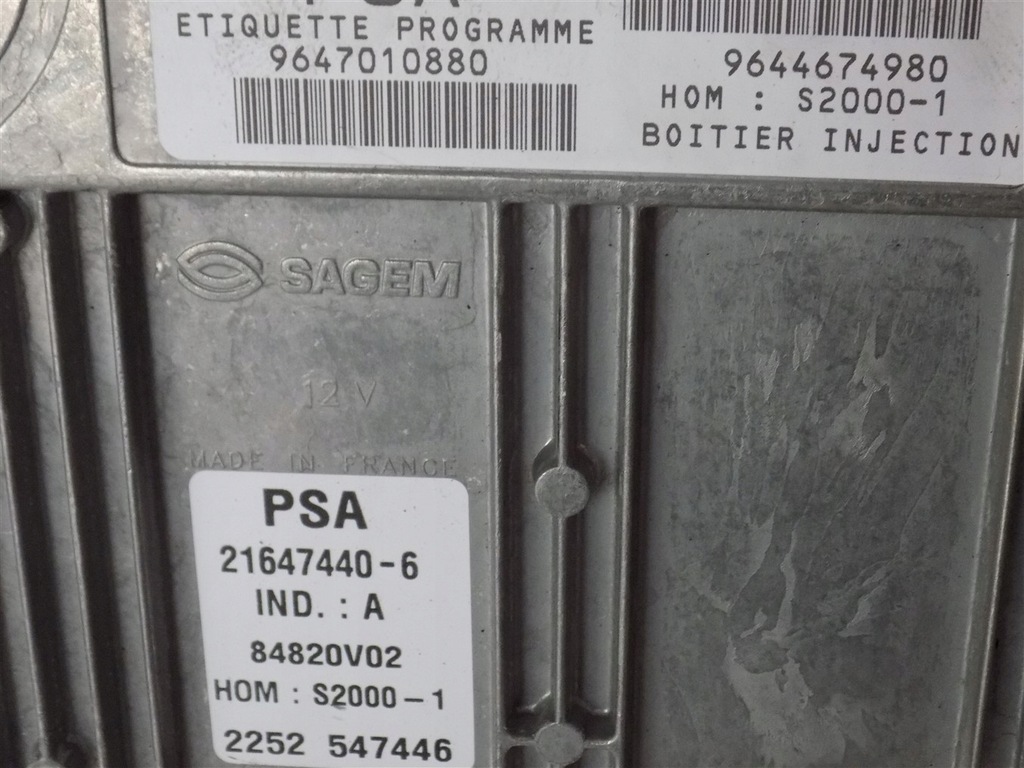 PSA
ETIQUETTE PROGRAMME
9647010880
9644674980
HOM : S2000-1
BOITIER INJECTION
SAGEM
12 V
MADE IN FRANCE
PSA
21647440-6
IND. : A
84820V02
HOM : S2000-1
2252 547446